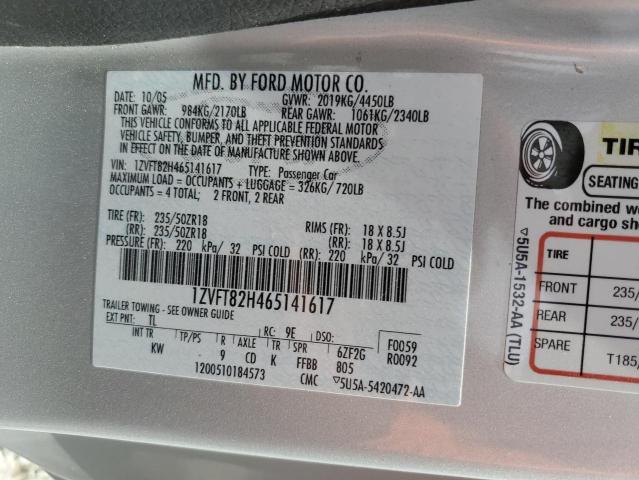 MFD. BY FORD MOTOR CO.
DATE: 10/05 GVWR: 2019KG/4450LB
FRONT GAWR: 984KG/2170LB REAR GAWR: 1061KG/2340LB
THIS VEHICLE CONFORMS TO ALL APPLICABLE FEDERAL MOTOR
VEHICLE SAFETY, BUMPER, AND THEFT PREVENTION STANDARDS
IN EFFECT ON THE DATE OF MANUFACTURE SHOWN ABOVE.
VIN: 1ZVFT82H465141617 TYPE: Passenger Car
MAXIMUM LOAD = OCCUPANTS + LUGGAGE = 326KG/720LB
OCCUPANTS = 4 TOTAL; 2 FRONT, 2 REAR
TIRE (FR): 235/50ZR18 RIMS (FR): 18 X 8.5J
(RR): 235/50ZR18 (RR): 18 X 8.5J
PRESSURE (FR): 220 kPa/ 32 PSI COLD (RR) 220 kPa/ 32 PSI COLD
1ZVFT82H465141617
TRAILER TOWING - SEE OWNER GUIDE
EXT PNT: TL RC: 9E DSO: F0059
INT TR TP/PS R AXLE TR SPR 6ZF2G R0092
KW 9 CD K FFBB 805
1200510184573 CMC ▽5U5A-5420472-AA
TIR
SEATING
The combined we
and cargo sho
TIRE
FRONT 235/
REAR 235/
SPARE T185/
▽5U5A-1532-AA (TLU)